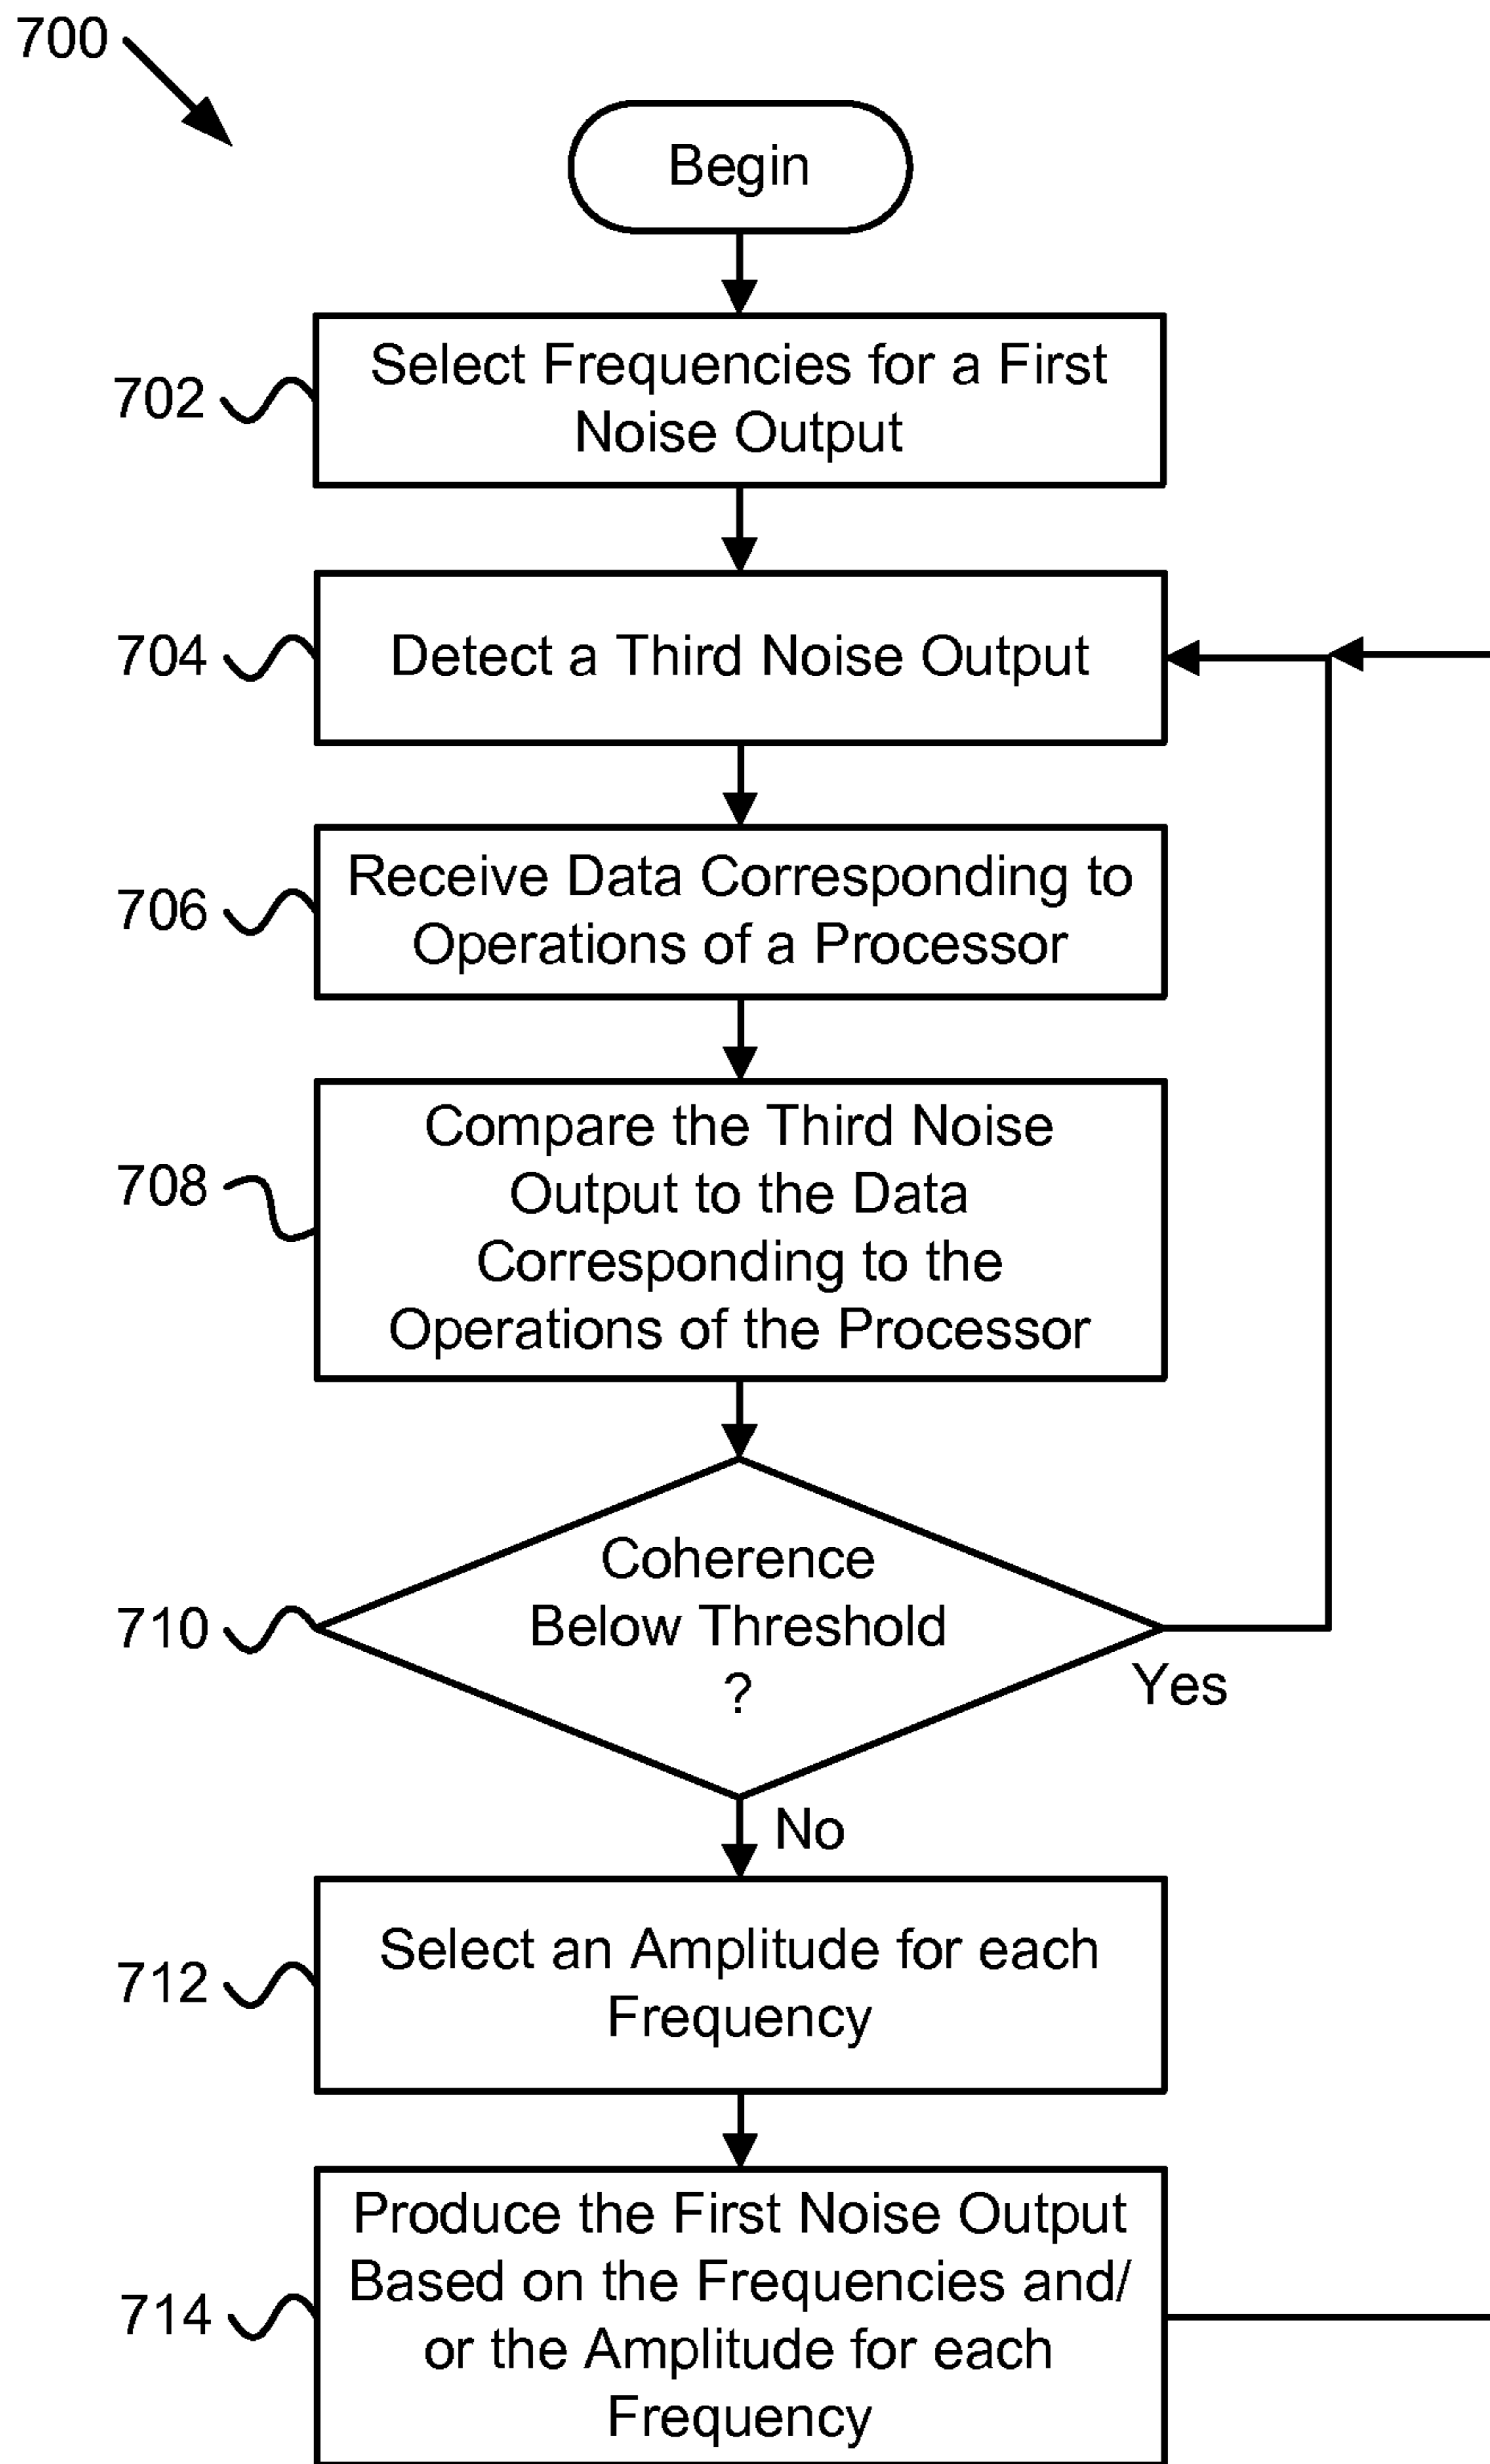 700
Begin
702
Select Frequencies for a First
Noise Output
704
Detect a Third Noise Output
706
Receive Data Corresponding to
Operations of a Processor
708
Compare the Third Noise
Output to the Data
Corresponding to the
Operations of the Processor
710
Coherence
Below Threshold
?
Yes
No
712
Select an Amplitude for each
Frequency
714
Produce the First Noise Output
Based on the Frequencies and/
or the Amplitude for each
Frequency